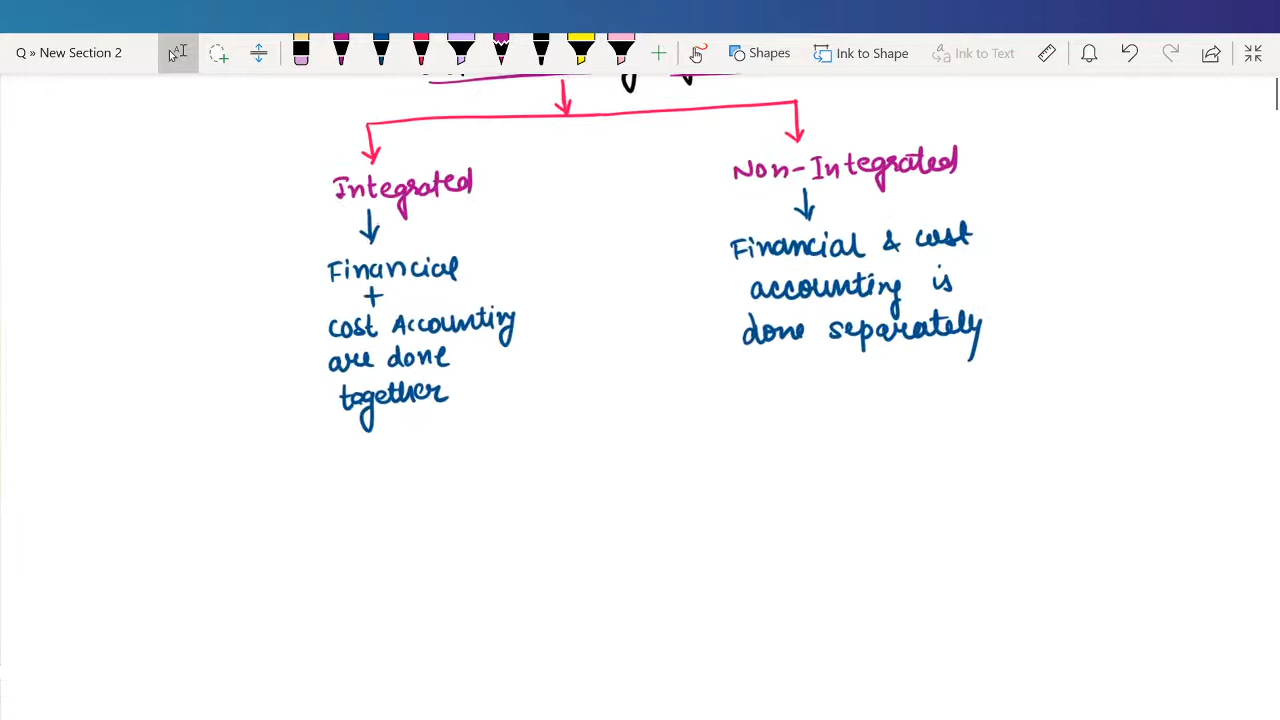 Q » New Section 2
Shapes
Ink to Shape
Ink to Text
Integrated
Non-Integrated
Financial
+
cost Accounting
are done
together
Financial & cost
accounting is
done separately